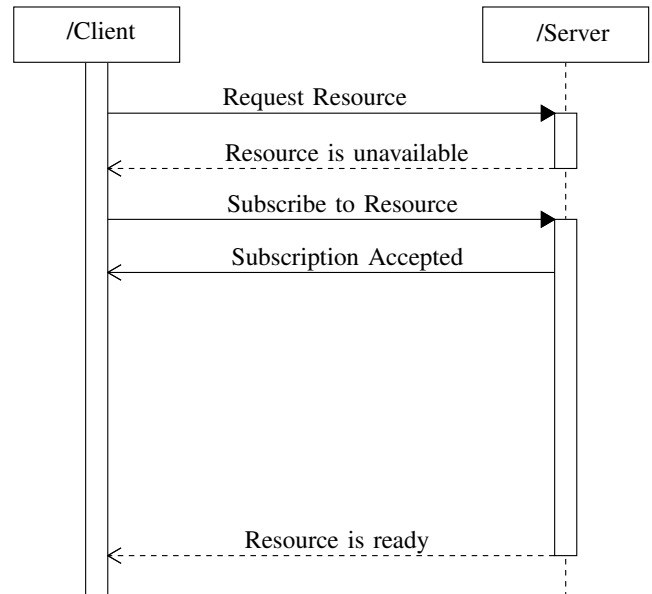 /Client
/Server
Request Resource
Resource is unavailable
Subscribe to Resource
Subscription Accepted
Resource is ready